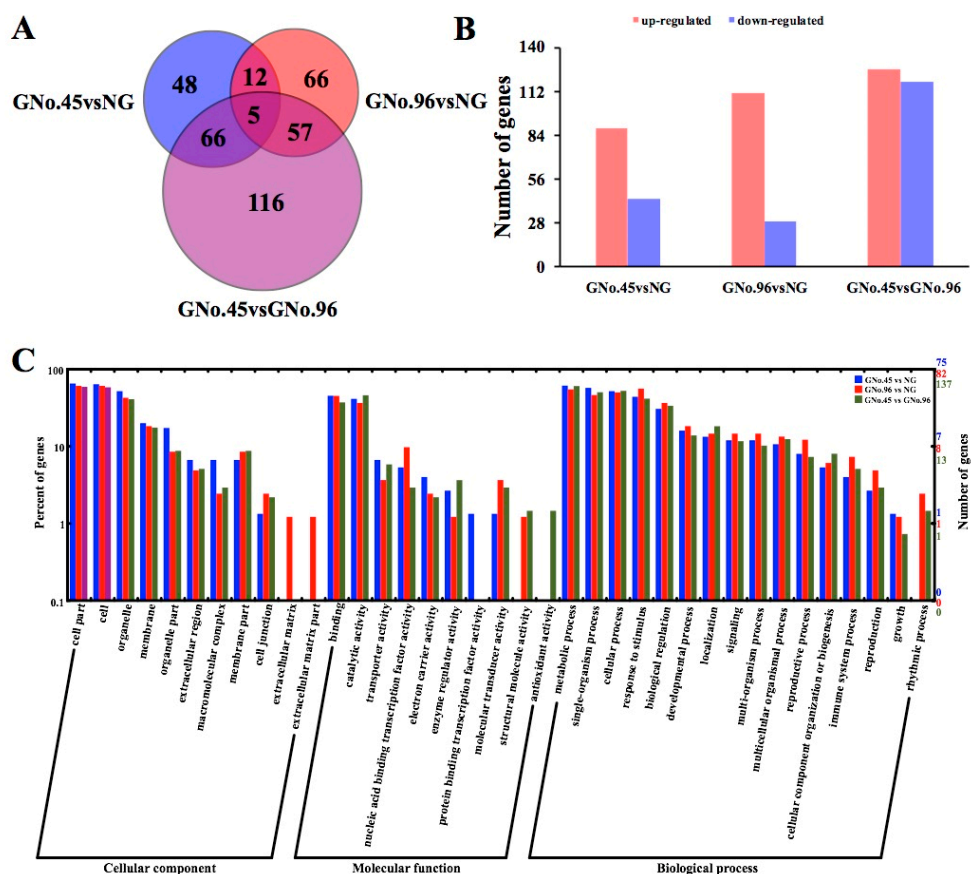 A
48
12
66
GNo.45vsNG
GNo.96vsNG
5
66
57
116
GNo.45vsGNo.96
B
up-regulated
down-regulated
Number of genes
140
112
84
56
28
0
GNo.45vsNG
GNo.96vsNG
GNo.45vsGNo.96
C
Percent of genes
100
10
1
0.1
75
82
137
7
8
13
1
1
1
0
0
0
Number of genes
GNo.45 vs NG
GNo.96 vs NG
GNo.45 vs GNo.96
cell part
cell
organelle
membrane
organelle part
extracellular region
macromolecular complex
membrane part
cell junction
extracellular matrix
extracellular matrix part
binding
catalytic activity
transporter activity
nucleic acid binding transcription factor activity
electron carrier activity
enzyme regulator activity
protein binding transcription factor activity
molecular transducer activity
structural molecule activity
antioxidant activity
metabolic process
single-organism process
cellular process
response to stimulus
biological regulation
developmental process
localization
signaling
multi-organism process
multicellular organismal process
reproductive process
cellular component organization or biogenesis
immune system process
reproduction
growth
rhythmic process
Cellular component
Molecular function
Biological process